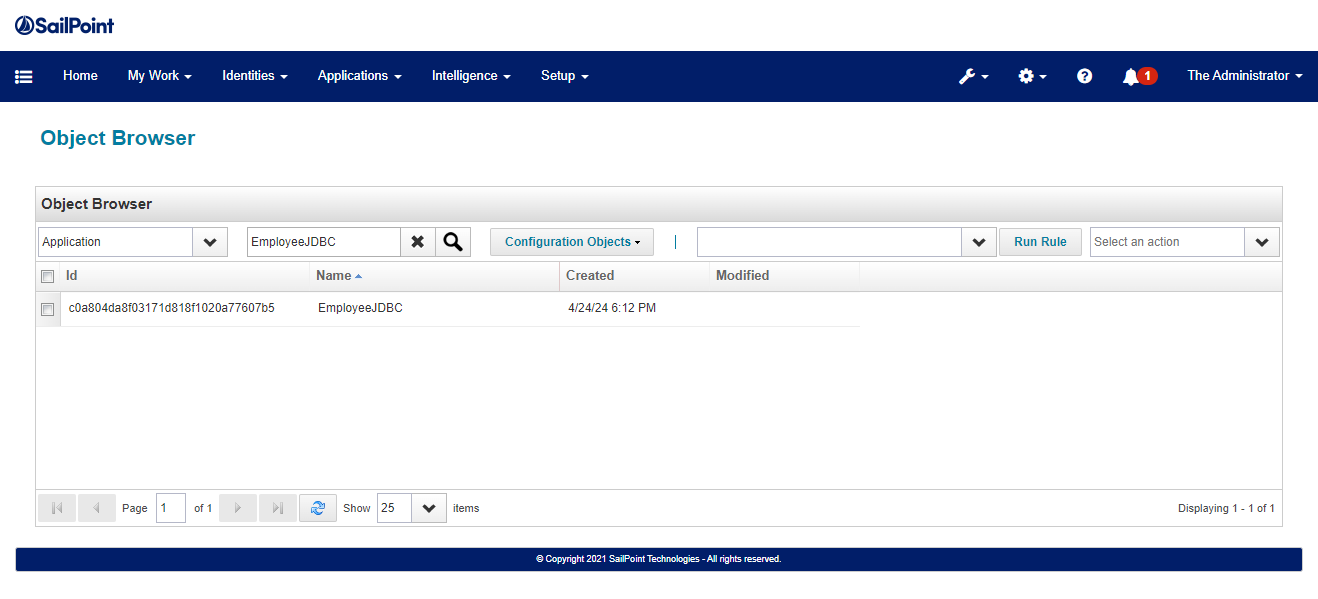 SailPoint
Home My Work Identities Applications Intelligence Setup 1 The Administrator
Object Browser
Object Browser
Application EmployeeJDBC Configuration Objects | Run Rule Select an action
Id Name Created Modified
c0a804da8f03171d818f1020a77607b5 EmployeeJDBC 4/24/24 6:12 PM
Page 1 of 1 Show 25 items Displaying 1 - 1 of 1
© Copyright 2021 SailPoint Technologies - All rights reserved.